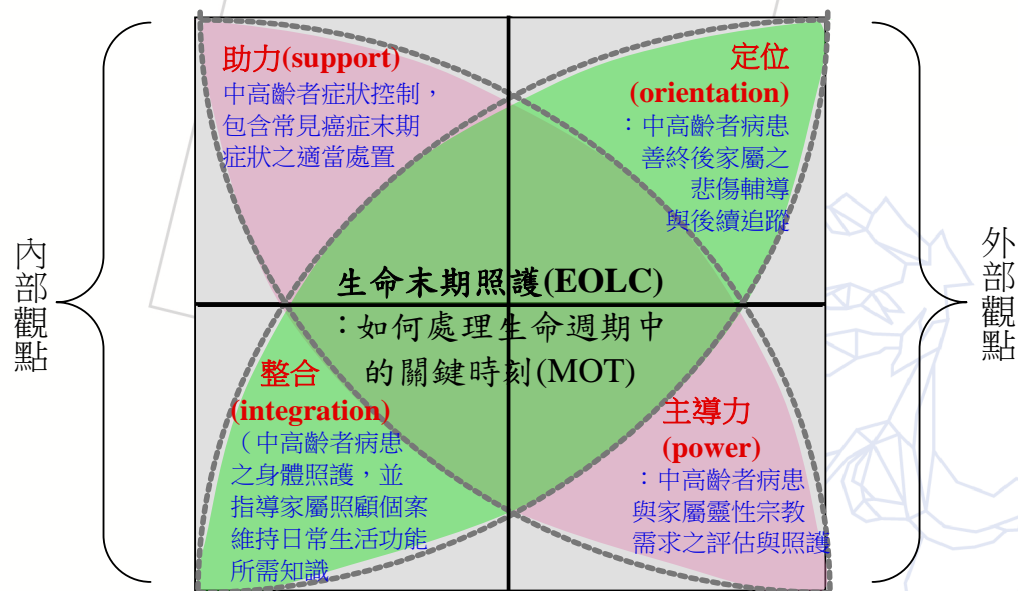 內部觀點
助力(support)
中高齡者症狀控制，
包含常見癌症末期
症狀之適當處置
定位
(orientation)
：中高齡者病患
善終後家屬之
悲傷輔導
與後續追蹤
生命末期照護(EOLC)
：如何處理生命週期中
的關鍵時刻(MOT)
整合
(integration)
（中高齡者病患
之身體照護，並
指導家屬照顧個案
維持日常生活功能
所需知識
主導力
(power)
：中高齡者病患
與家屬靈性宗教
需求之評估與照護
外部觀點